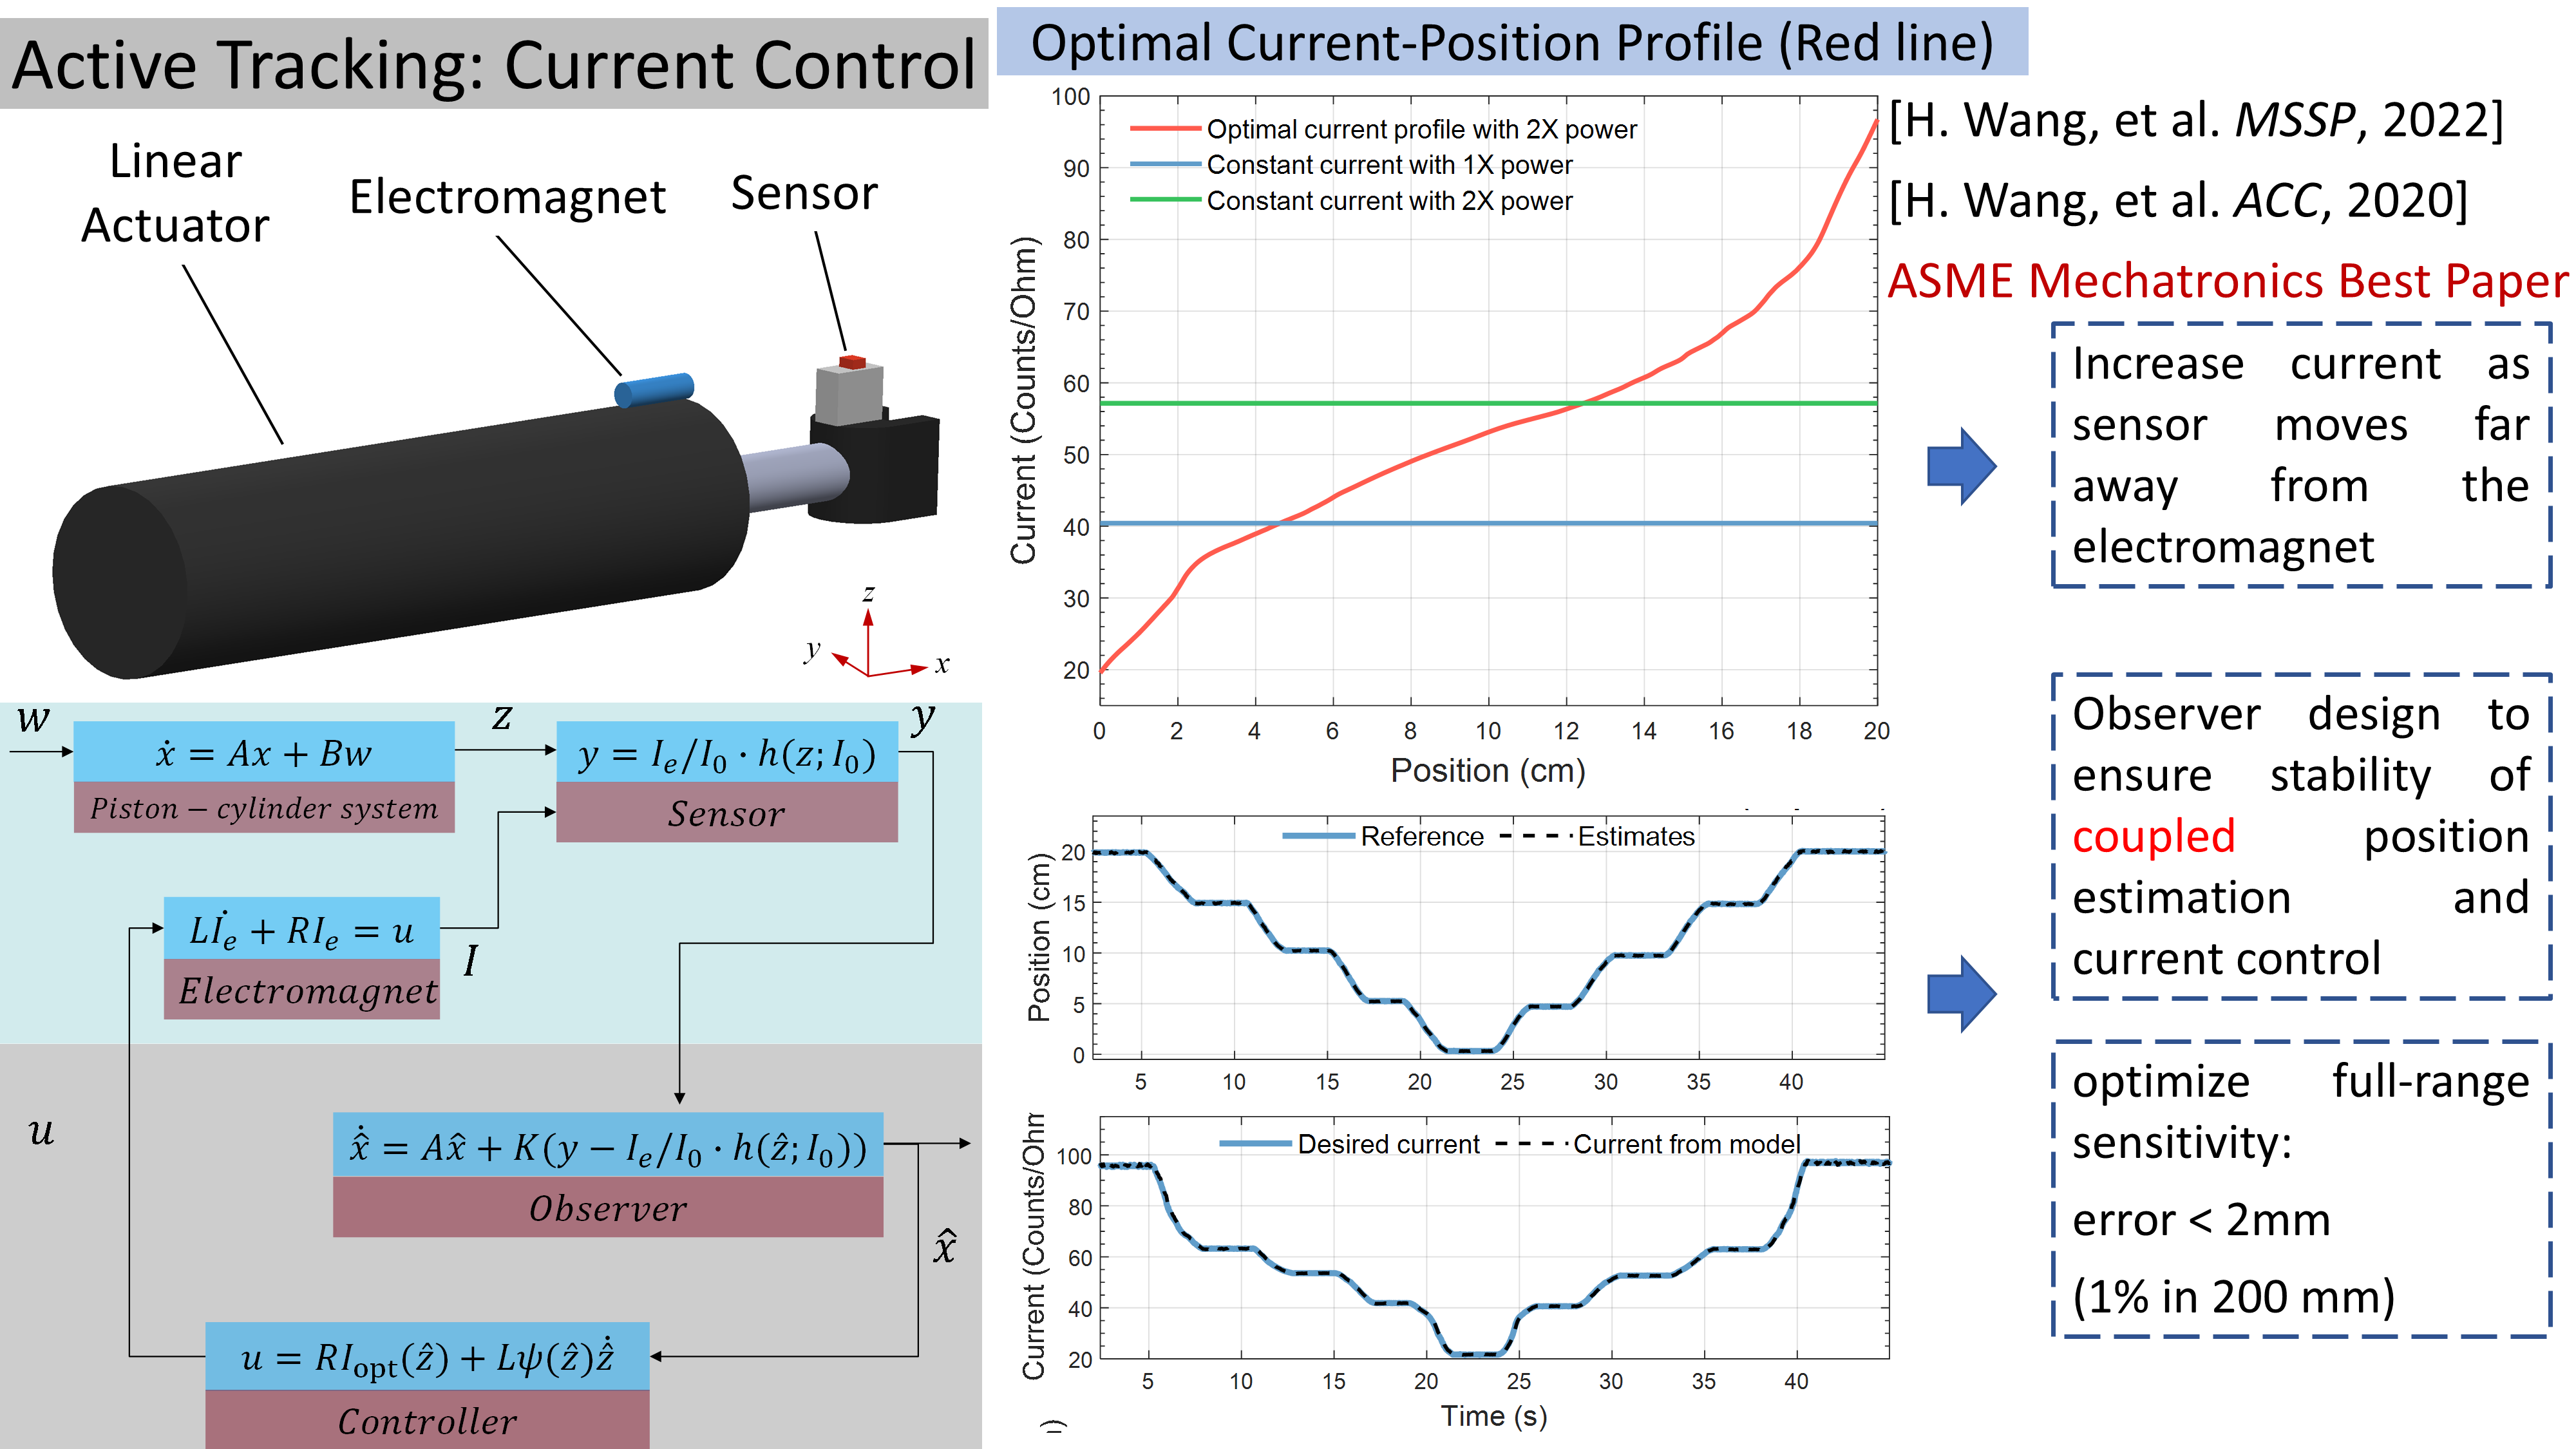 Active Tracking: Current Control
Linear
Actuator
Electromagnet
Sensor
z
y
x
w
ẋ = Ax + Bw
Piston − cylinder system
z
y = I_e/I_0 · h(z; I_0)
Sensor
y
Lİ_e + RI_e = u
Electromagnet
I
u
x̂̇ = Ax̂ + K(y − I_e/I_0 · h(ẑ; I_0))
Observer
x̂
u = RI_opt(ẑ) + Lψ(ẑ)ẑ̇
Controller
Optimal Current-Position Profile (Red line)
Optimal current profile with 2X power
Constant current with 1X power
Constant current with 2X power
Current (Counts/Ohm)
100
90
80
70
60
50
40
30
20
0 2 4 6 8 10 12 14 16 18 20
Position (cm)
Reference Estimates
Position (cm)
20
15
10
5
0
5 10 15 20 25 30 35 40
Desired current Current from model
Current (Counts/Ohm
100
80
60
40
20
5 10 15 20 25 30 35 40
Time (s)
)
[H. Wang, et al. MSSP, 2022]
[H. Wang, et al. ACC, 2020]
ASME Mechatronics Best Paper
Increase current as
sensor moves far
away from the
electromagnet
Observer design to
ensure stability of
coupled position
estimation and
current control
optimize full-range
sensitivity:
error < 2mm
(1% in 200 mm)